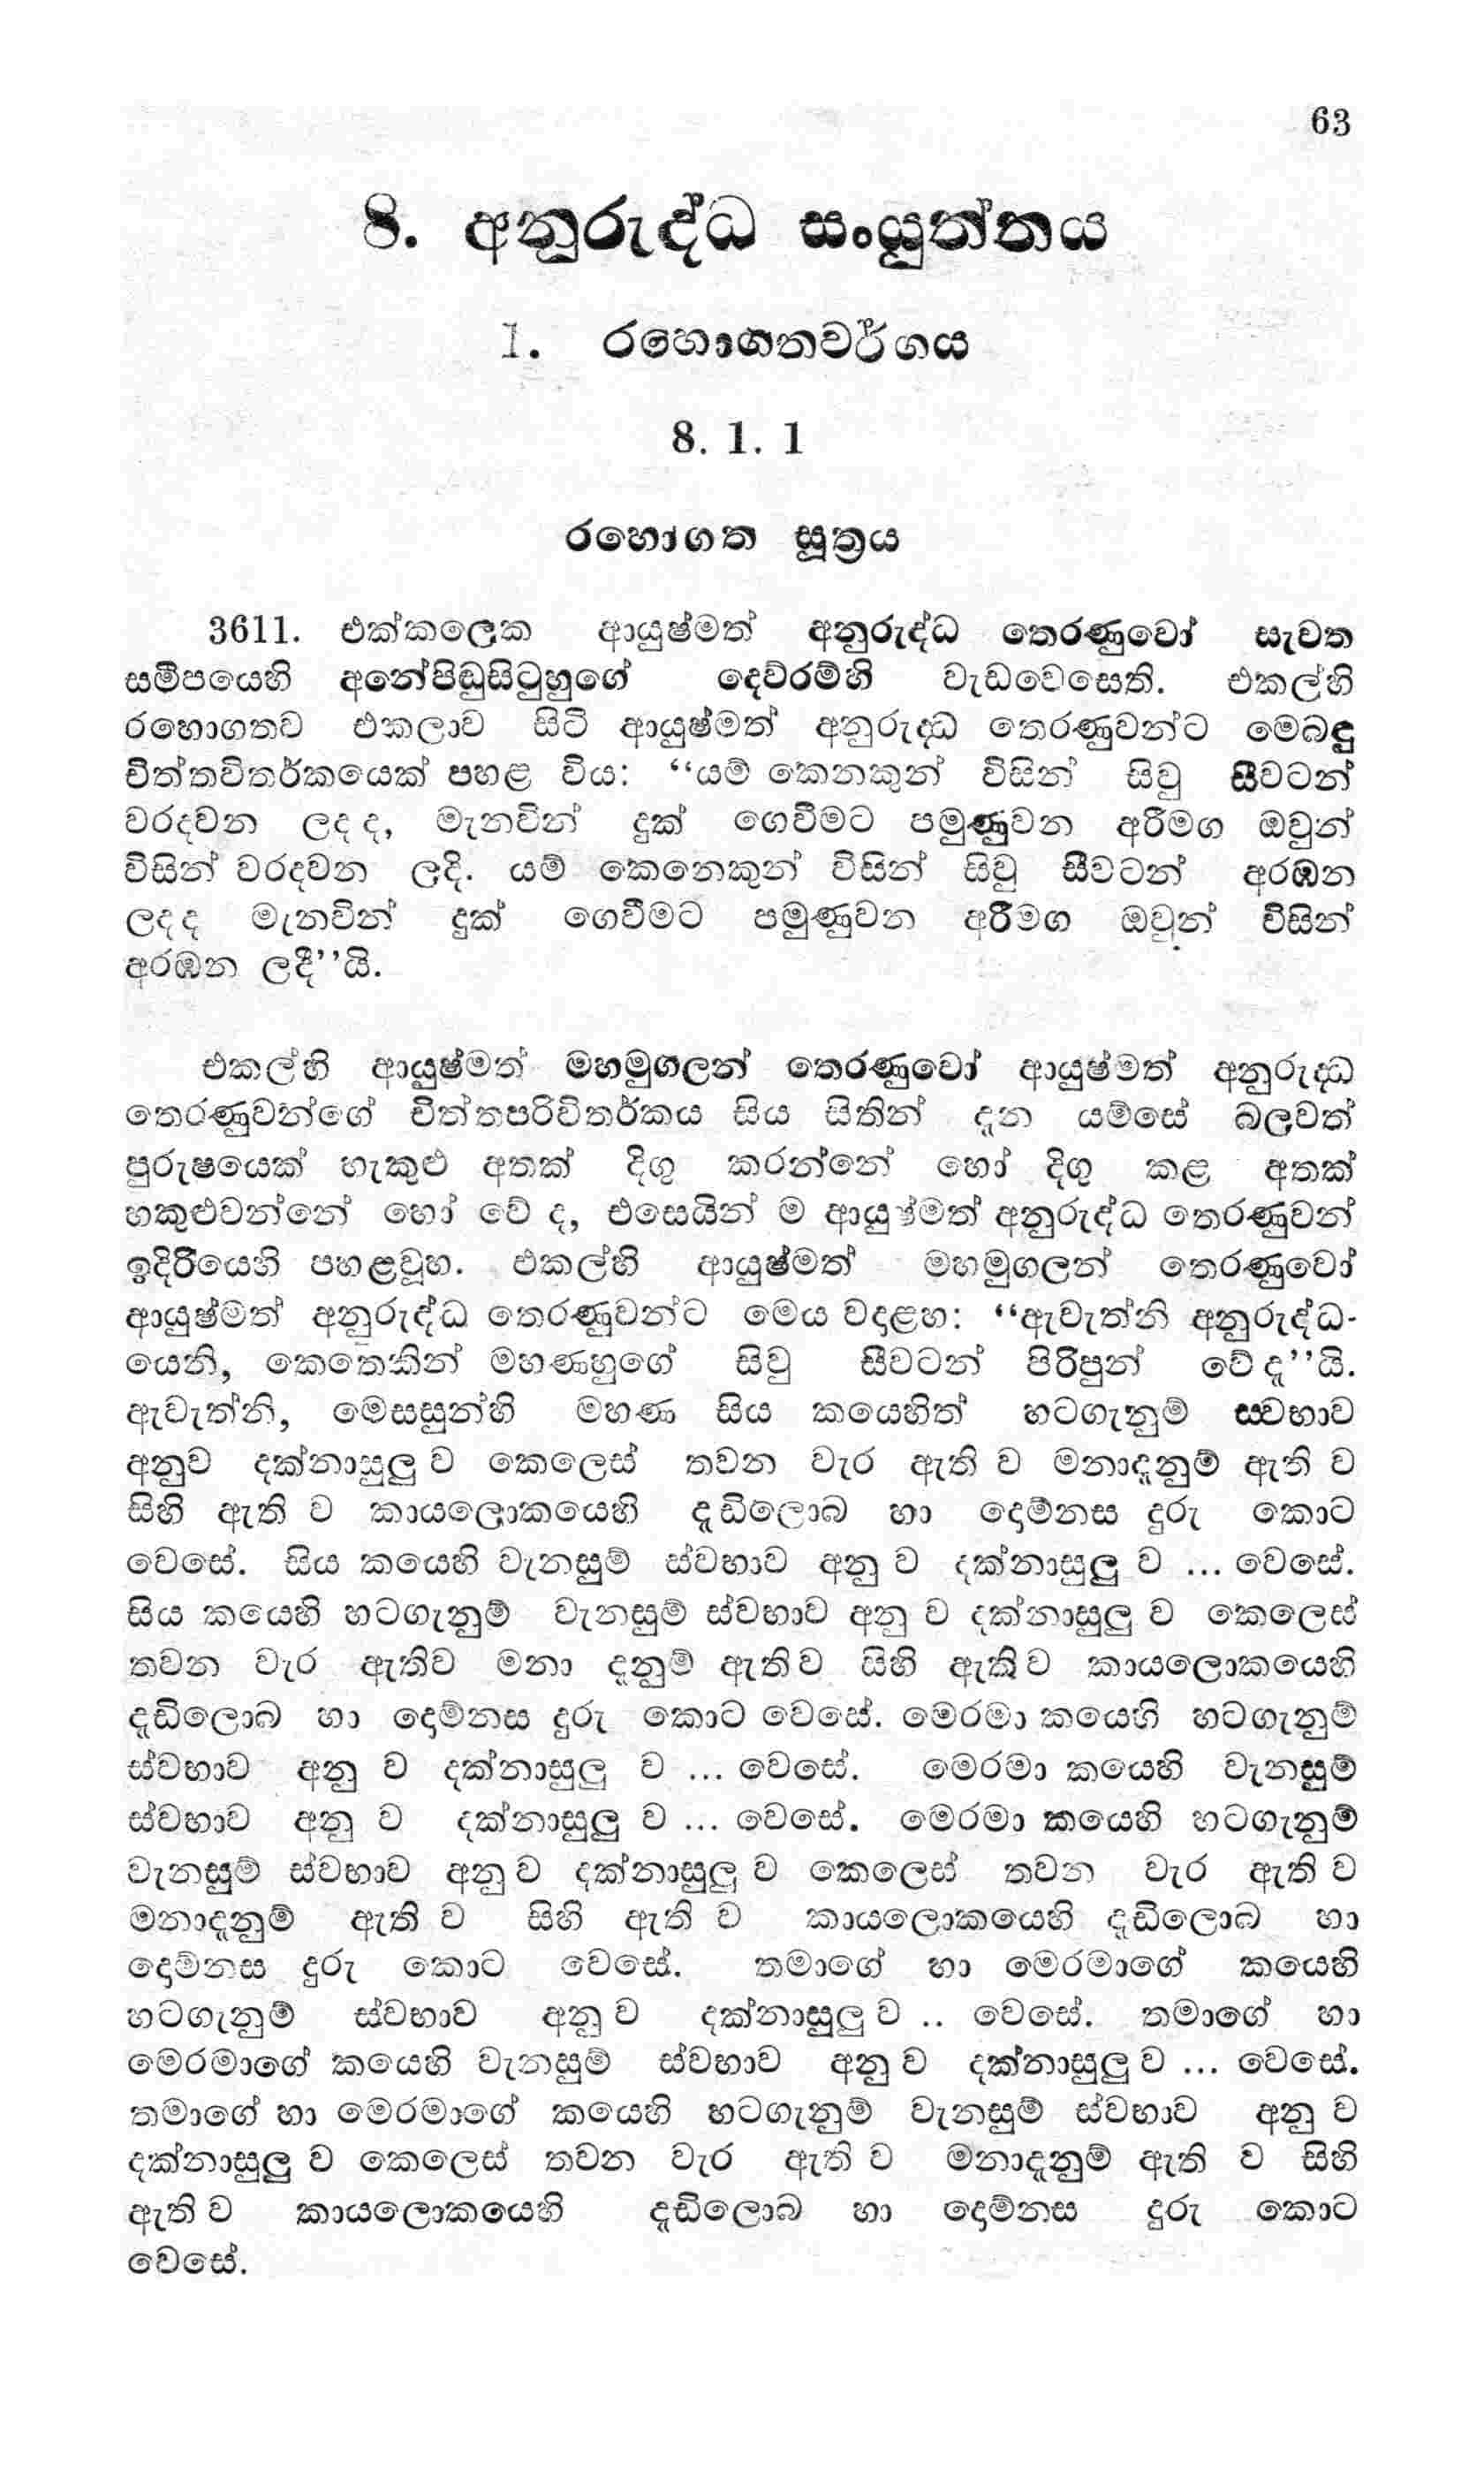 63
8. අනුරුද්ධ සංයුත්තය
1. රහොගතවර්ගය
8. 1. 1
රහොගත සූත්‍රය
3611. එක්කලෙක ආයුෂ්මත් අනුරුද්ධ තෙරණුවෝ සැවත
සමීපයෙහි අනේපිඬුසිටුහුගේ දෙව්රම්හි වැඩවෙසෙති. එකල්හි
රහොගතව එකලාව සිටි ආයුෂ්මත් අනුරුද්ධ තෙරණුවන්ට මෙබඳු
චිත්තවිතර්කයෙක් පහළ විය: “යම් කෙනකුන් විසින් සිවු සීවටන්
වරදවන ලද ද, මැනවින් දුක් ගෙවීමට පමුණුවන අරිමග ඔවුන්
විසින් වරදවන ලදි. යම් කෙනෙකුන් විසින් සිවු සීවටන් අරඹන
ලද ද මැනවින් දුක් ගෙවීමට පමුණුවන අරිමග ඔවුන් විසින්
අරඹන ලදී”යි.
එකල්හි ආයුෂ්මත් මහමුගලන් තෙරණුවෝ ආයුෂ්මත් අනුරුද්ධ
තෙරණුවන්ගේ චිත්තපරිවිතර්කය සිය සිතින් දැන යම්සේ බලවත්
පුරුෂයෙක් හැකුළු අතක් දිගු කරන්නේ හෝ දිගු කළ අතක්
හකුළුවන්නේ හෝ වේ ද, එසෙයින් ම ආයුෂ්මත් අනුරුද්ධ තෙරණුවන්
ඉදිරියෙහි පහළවූහ. එකල්හි ආයුෂ්මත් මහමුගලන් තෙරණුවෝ
ආයුෂ්මත් අනුරුද්ධ තෙරණුවන්ට මෙය වදාළහ: “ඇවැත්නි අනුරුද්ධ-
යෙනි, කෙතෙකින් මහණහුගේ සිවු සීවටන් පිරිපුන් වේ දැ”යි.
ඇවැත්නි, මෙසසුන්හි මහණ සිය කයෙහිත් හටගැනුම් ස්වභාව
අනුව දක්නාසුලු ව කෙලෙස් තවන වැර ඇති ව මනාදැනුම් ඇති ව
සිහි ඇති ව කායලොකයෙහි දැඩිලොබ හා දොම්නස දුරු කොට
වෙසේ. සිය කයෙහි වැනසුම් ස්වභාව අනු ව දක්නාසුලු ව ... වෙසේ.
සිය කයෙහි හටගැනුම් වැනසුම් ස්වභාව අනු ව දක්නාසුලු ව කෙලෙස්
තවන වැර ඇතිව මනා දැනුම් ඇතිව සිහි ඇතිව කායලොකයෙහි
දැඩිලොබ හා දොම්නස දුරු කොට වෙසේ. මෙරමා කයෙහි හටගැනුම්
ස්වභාව අනු ව දක්නාසුලු ව ... වෙසේ. මෙරමා කයෙහි වැනසුම්
ස්වභාව අනු ව දක්නාසුලු ව ... වෙසේ. මෙරමා කයෙහි හටගැනුම්
වැනසුම් ස්වභාව අනු ව දක්නාසුලු ව කෙලෙස් තවන වැර ඇති ව
මනාදැනුම් ඇති ව සිහි ඇති ව කායලොකයෙහි දැඩිලොබ හා
දොම්නස දුරු කොට වෙසේ. තමාගේ හා මෙරමාගේ කයෙහි
හටගැනුම් ස්වභාව අනු ව දක්නාසුලු ව .. වෙසේ. තමාගේ හා
මෙරමාගේ කයෙහි වැනසුම් ස්වභාව අනු ව දක්නාසුලු ව ... වෙසේ.
තමාගේ හා මෙරමාගේ කයෙහි හටගැනුම් වැනසුම් ස්වභාව අනු ව
දක්නාසුලු ව කෙලෙස් තවන වැර ඇති ව මනාදැනුම් ඇති ව සිහි
ඇති ව කායලොකයෙහි දැඩිලොබ හා දොම්නස දුරු කොට
වෙසේ.